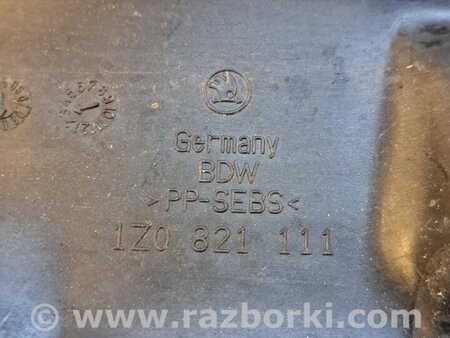 Germany
BDW
>PP-SEBS<
1Z0 821 111
© www.razborki.com